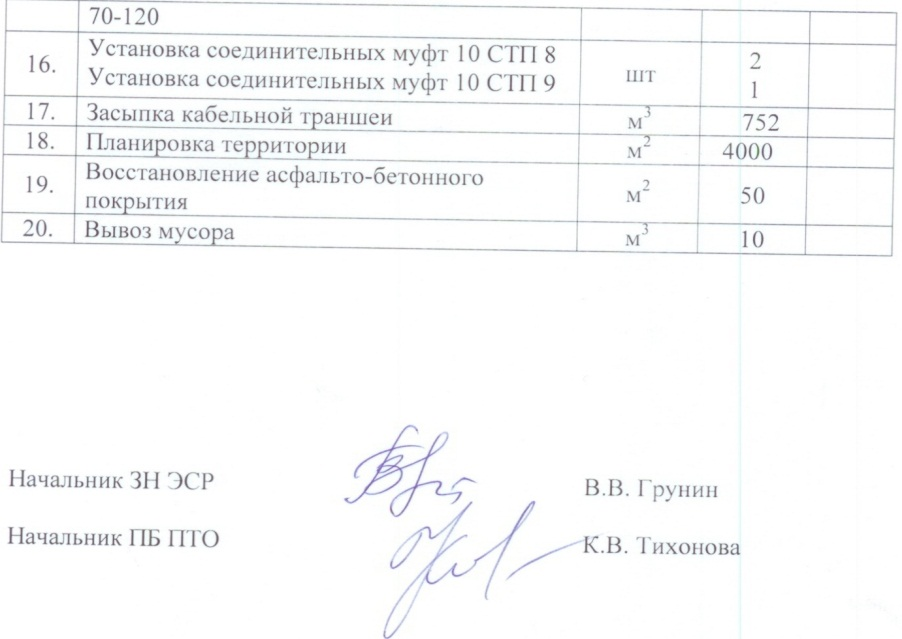 70-120
16. Установка соединительных муфт 10 СТП 8 шт 2
Установка соединительных муфт 10 СТП 9 1
17. Засыпка кабельной траншеи м³ 752
18. Планировка территории м² 4000
19. Восстановление асфальто-бетонного
покрытия м² 50
20. Вывоз мусора м³ 10
Начальник ЗН ЭСР В.В. Грунин
Начальник ПБ ПТО К.В. Тихонова